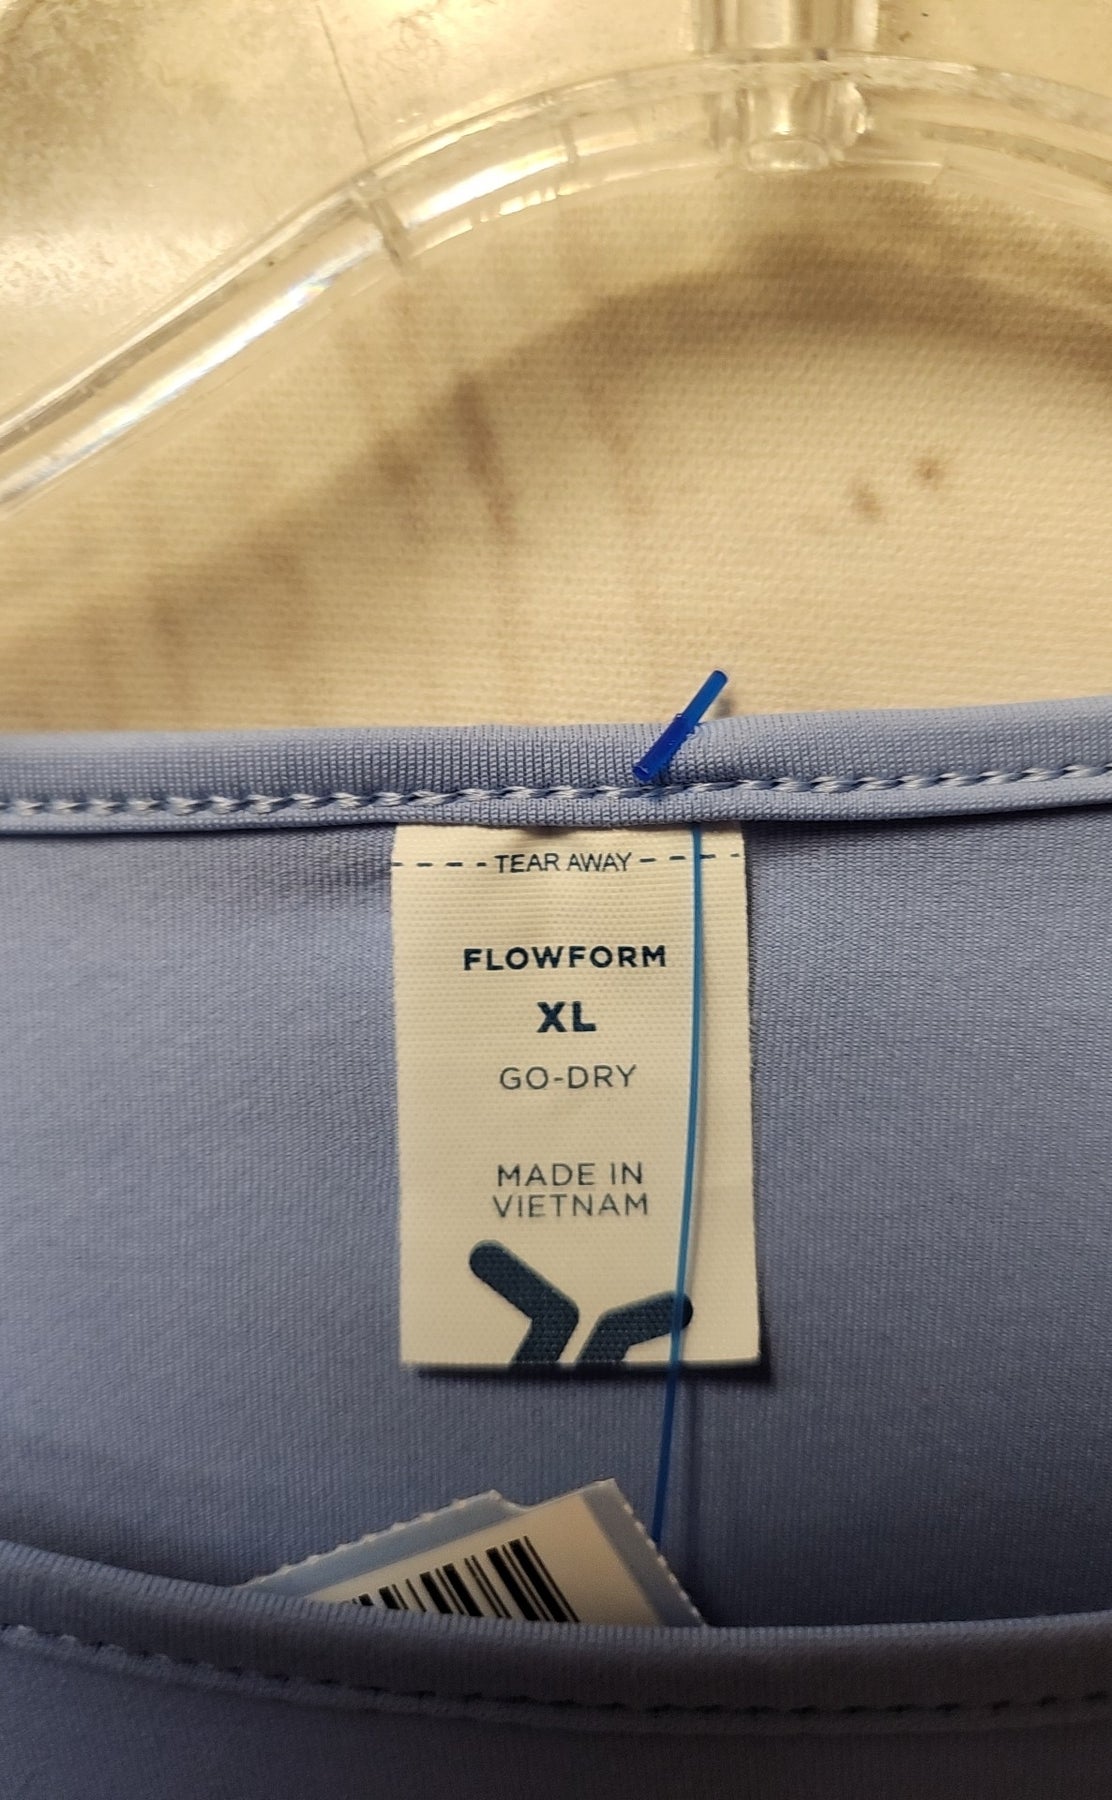 TEAR AWAY
FLOWFORM
XL
GO-DRY
MADE IN
VIETNAM